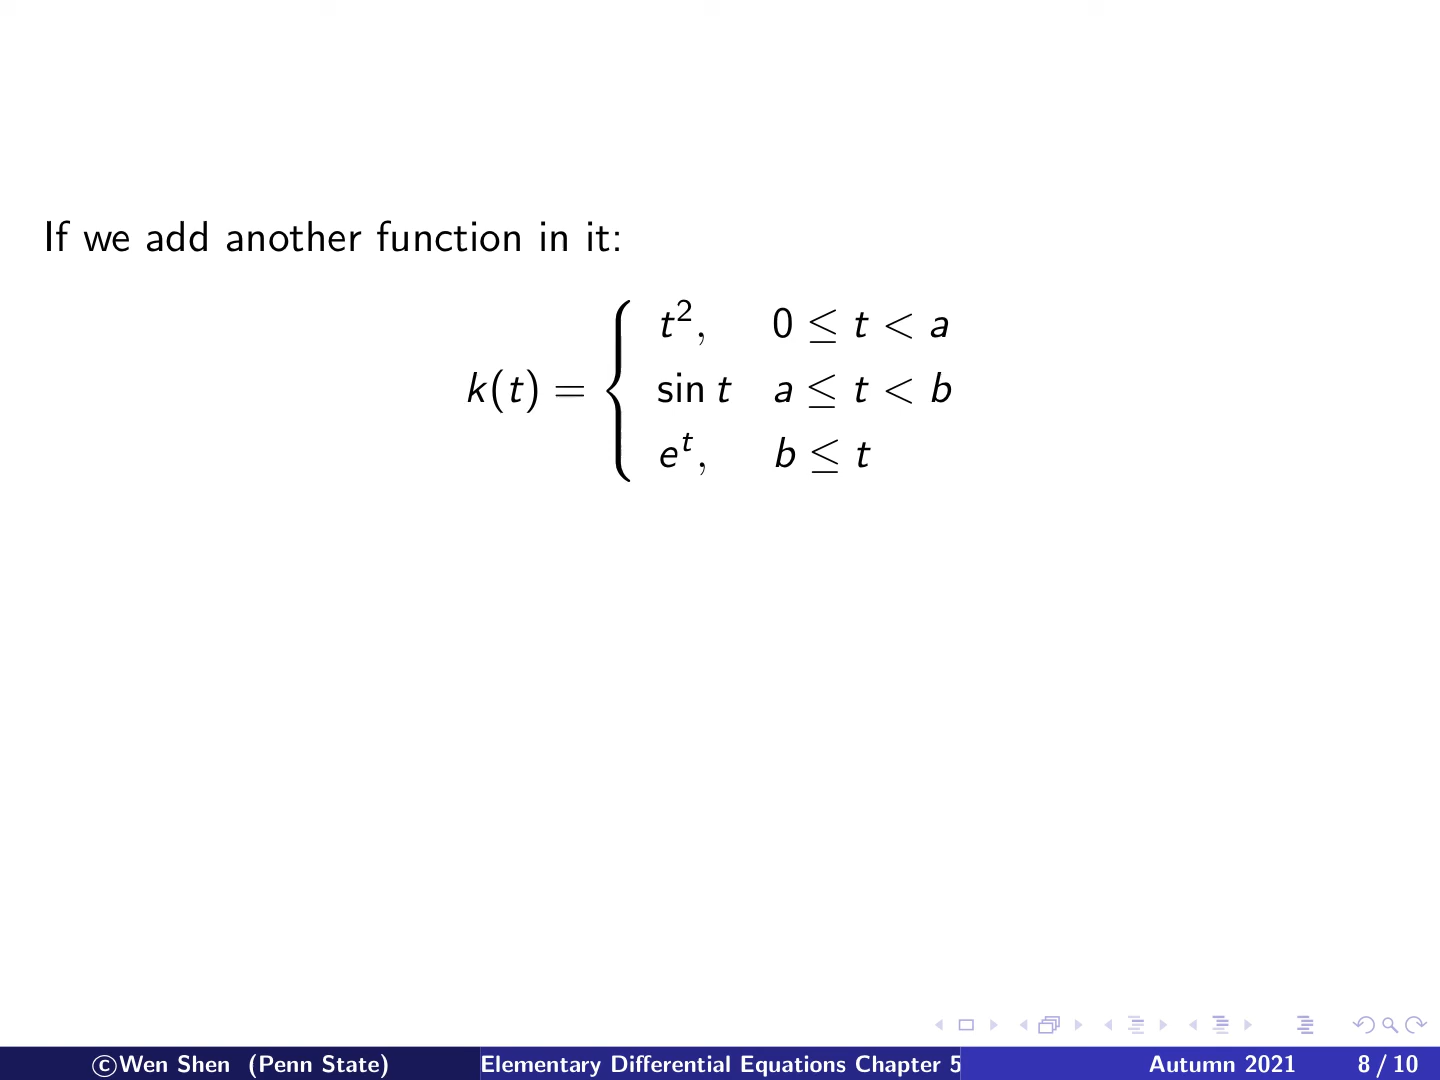 If we add another function in it:
k(t) = { t², 0 ≤ t < a
sin t a ≤ t < b
eᵗ, b ≤ t
©Wen Shen (Penn State) Elementary Differential Equations Chapter 5 Autumn 2021 8 / 10